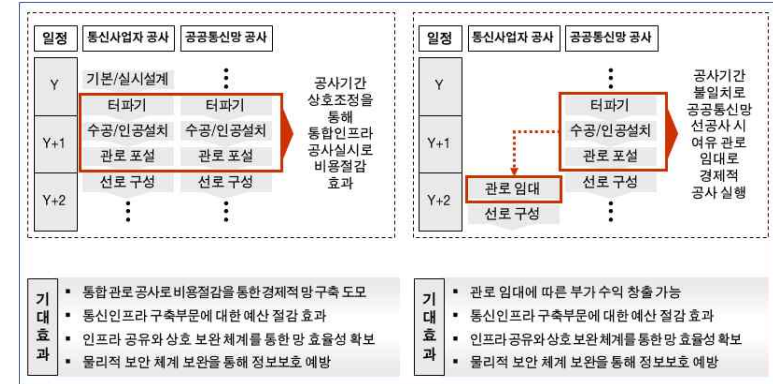 일정 통신사업자 공사 공공통신망 공사
Y
기본/실시설계
터파기 터파기
Y+1
수공/인공설치 수공/인공설치
관로 포설 관로 포설
Y+2
선로 구성 선로 구성
공사기간
상호조정을
통해
통합인프라
공사실시로
비용절감
효과
기대효과
▪ 통합 관로 공사로 비용절감을 통한 경제적 망 구축 도모
▪ 통신인프라 구축부문에 대한 예산 절감 효과
▪ 인프라 공유와 상호 보완 체계를 통한 망 효율성 확보
▪ 물리적 보안 체계 보완을 통해 정보보호 예방
일정 통신사업자 공사 공공통신망 공사
Y
터파기
Y+1
수공/인공설치
관로 포설
Y+2
관로 임대 선로 구성
선로 구성
공사기간
불일치로
공공통신망
선공사 시
여유 관로
임대로
경제적
공사 실행
기대효과
▪ 관로 임대에 따른 부가 수익 창출 가능
▪ 통신인프라 구축부문에 대한 예산 절감 효과
▪ 인프라 공유와 상호 보완 체계를 통한 망 효율성 확보
▪ 물리적 보안 체계 보완을 통해 정보보호 예방